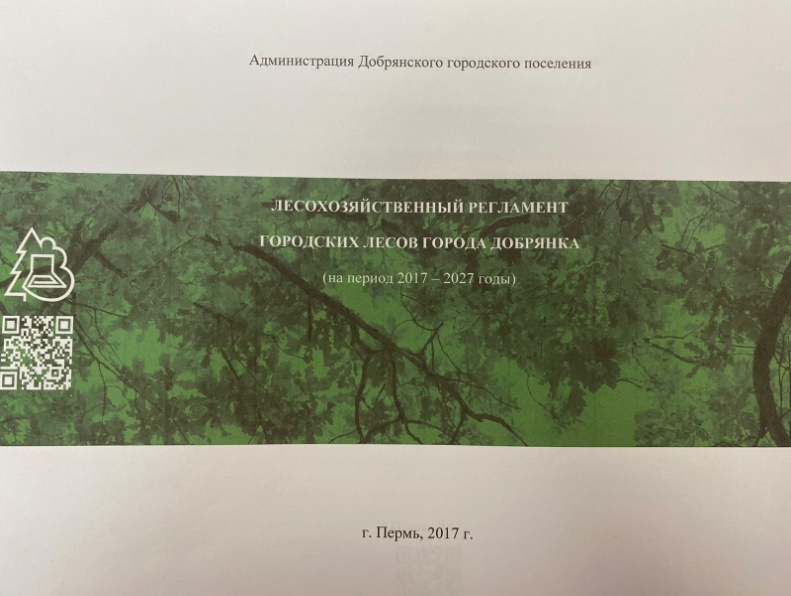 Администрация Добрянского городского поселения
ЛЕСОХОЗЯЙСТВЕННЫЙ РЕГЛАМЕНТ
ГОРОДСКИХ ЛЕСОВ ГОРОДА ДОБРЯНКА
(на период 2017 – 2027 годы)
г. Пермь, 2017 г.